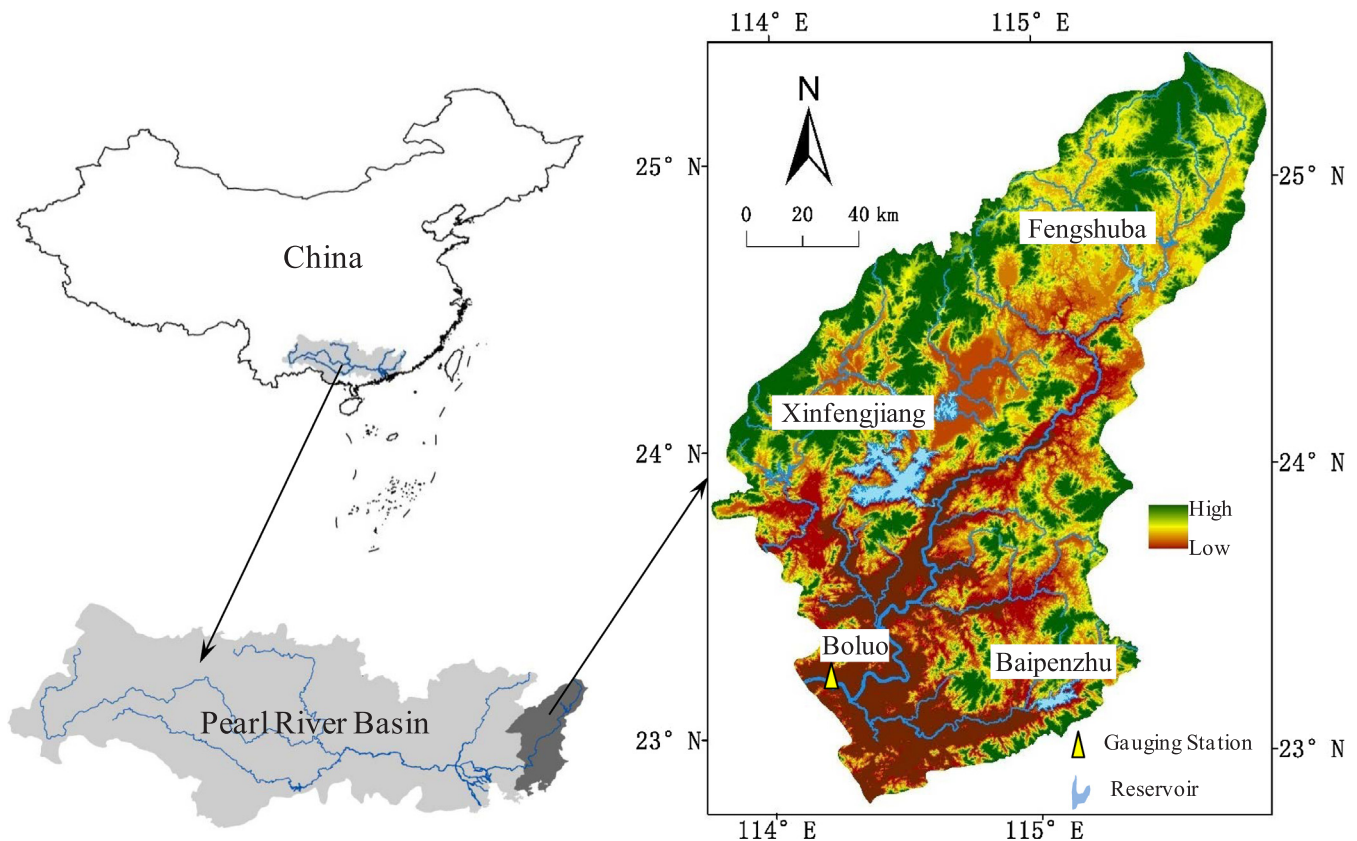 114° E 115° E
N
25° N
25° N
0 20 40 km
Fengshuba
China
Xinfengjiang
24° N
24° N
High
Low
Boluo
Baipenzhu
Pearl River Basin
23° N
23° N
Gauging Station
Reservoir
114° E 115° E